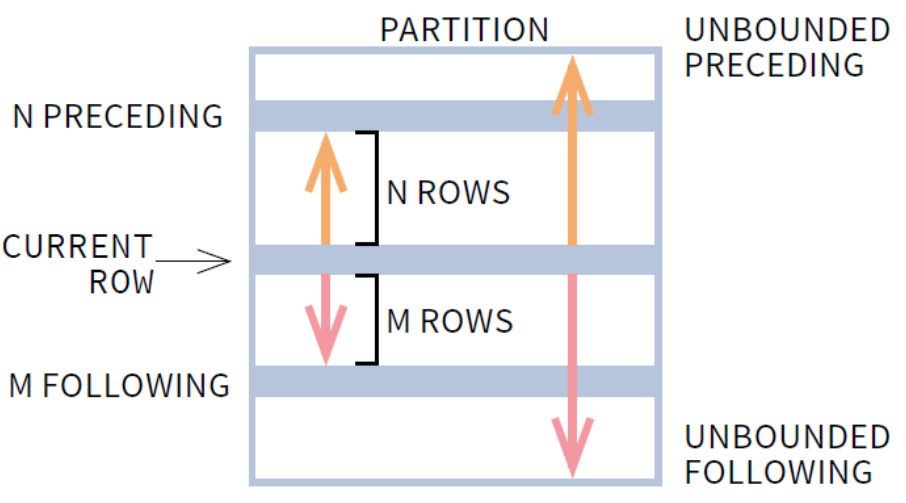 PARTITION
UNBOUNDED
PRECEDING
N PRECEDING
N ROWS
CURRENT
ROW
M ROWS
M FOLLOWING
UNBOUNDED
FOLLOWING